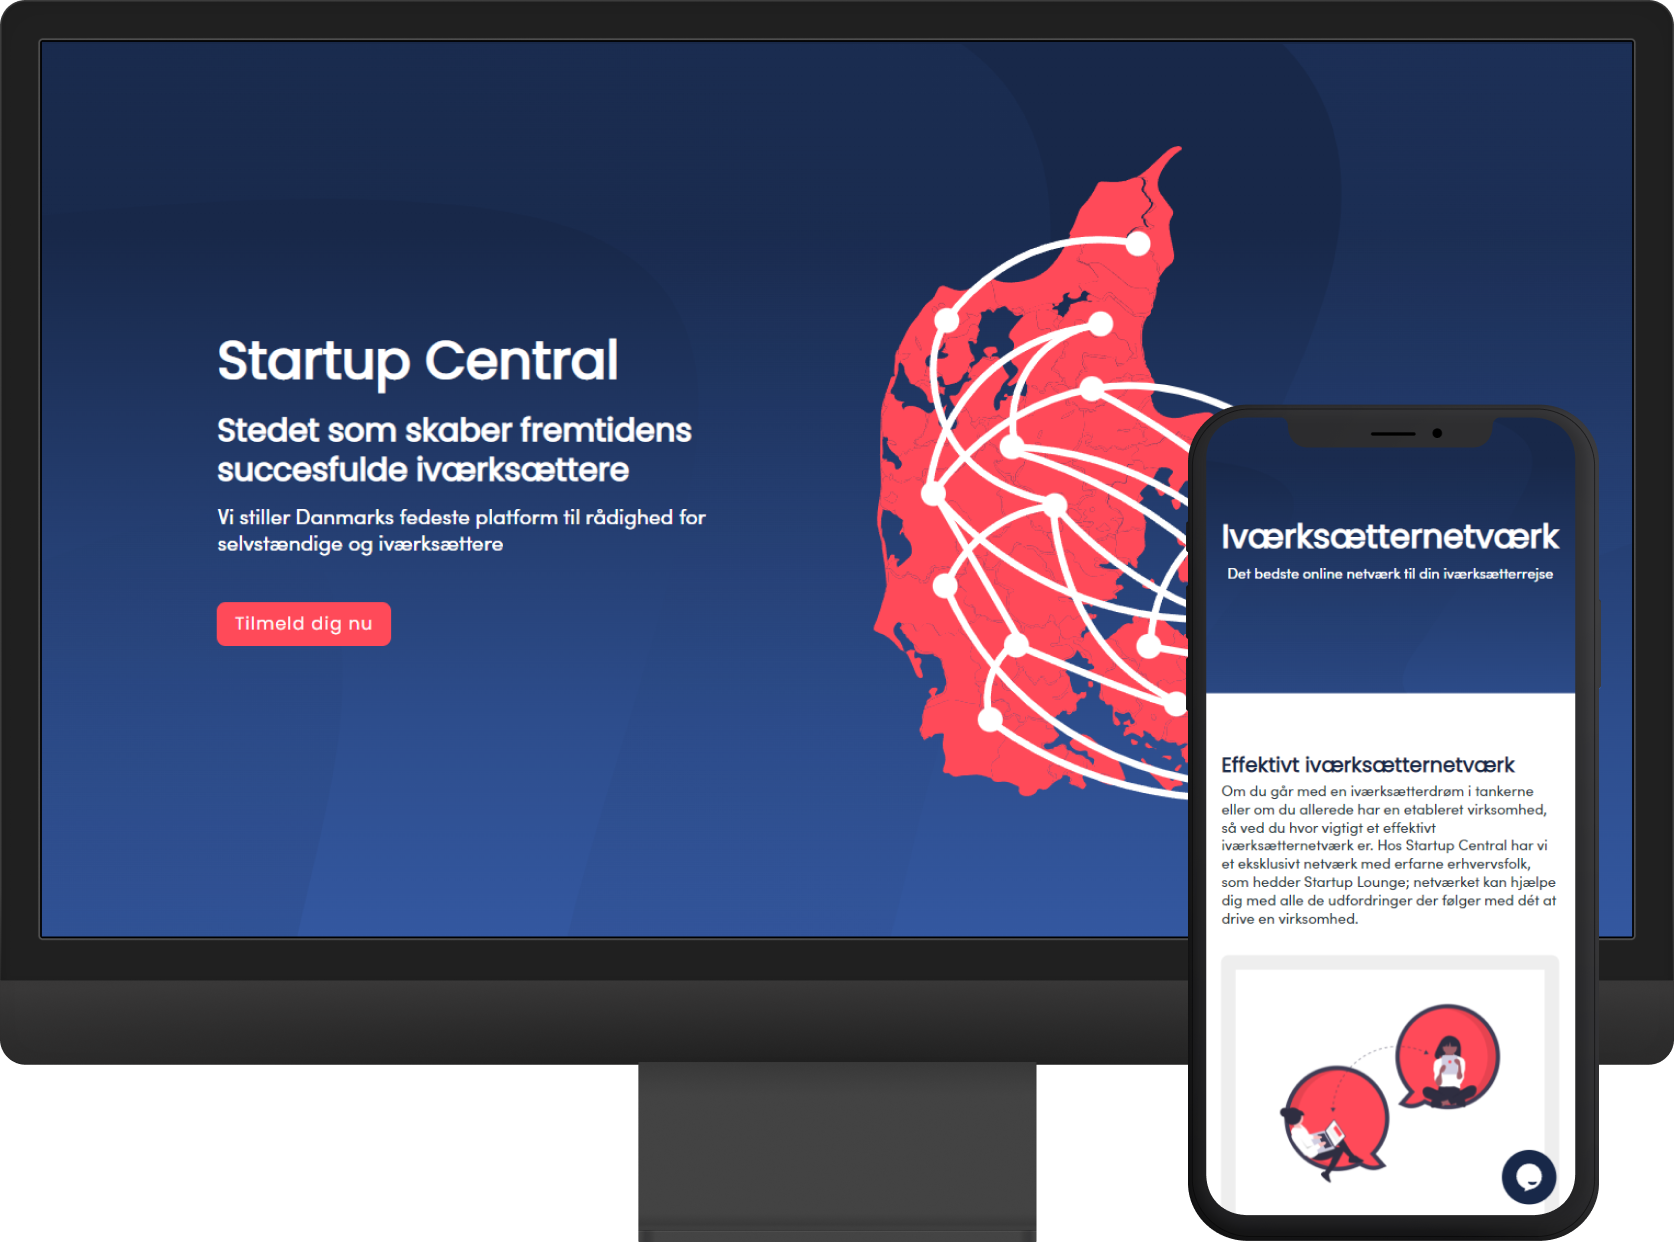 Startup Central
Stedet som skaber fremtidens
succesfulde iværksættere
Vi stiller Danmarks fedeste platform til rådighed for
selvstændige og iværksættere
Tilmeld dig nu
Iværksætternetværk
Det bedste online netværk til din iværksætterrejse
Effektivt iværksætternetværk
Om du går med en iværksætterdrøm i tankerne
eller om du allerede har en etableret virksomhed,
så ved du hvor vigtigt et effektivt
iværksætternetværk er. Hos Startup Central har vi
et eksklusivt netværk med erfarne erhvervsfolk,
som hedder Startup Lounge; netværket kan hjælpe
dig med alle de udfordringer der følger med dét at
drive en virksomhed.